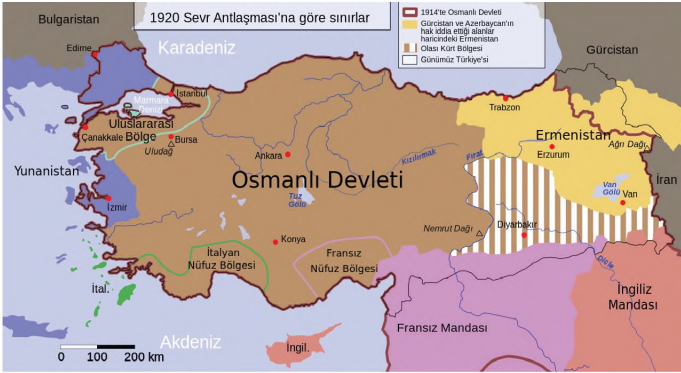 1920 Sevr Antlaşması'na göre sınırlar
1914'te Osmanlı Devleti
Gürcistan ve Azerbaycan'ın
hak iddia ettiği alanlar
haricindeki Ermenistan
Olası Kürt Bölgesi
Günümüz Türkiye'si
Bulgaristan
Edirne
Karadeniz
Gürcistan
İstanbul
Marmara
Denizi
Uluslararası
Bölge
Çanakkale
Bursa
Uludağ
Trabzon
Ermenistan
Erzurum
Ağrı Dağı
Ankara
Kızılırmak
Fırat
Yunanistan
Osmanlı Devleti
İran
Van
Gölü
Van
Tuz
Gölü
İzmir
Nemrut Dağı
Diyarbakır
Konya
İtalyan
Nüfuz Bölgesi
Fransız
Nüfuz Bölgesi
Dicle
İtal.
İngiliz
Mandası
Fransız Mandası
Akdeniz
İngil.
0 100 200 km